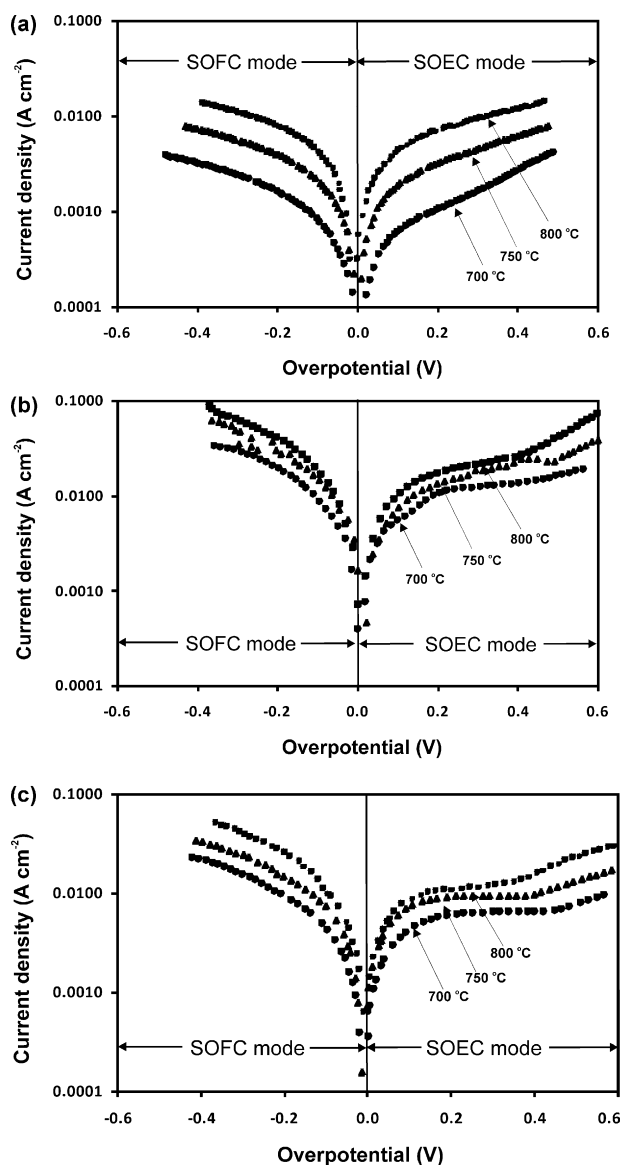 (a)
SOFC mode
SOEC mode
0.1000
0.0100
0.0010
0.0001
Current density (A cm-2)
800 °C
750 °C
700 °C
-0.6
-0.4
-0.2
0.0
0.2
0.4
0.6
Overpotential (V)
(b)
0.1000
0.0100
0.0010
0.0001
Current density (A cm-2)
800 °C
750 °C
700 °C
SOFC mode
SOEC mode
-0.6
-0.4
-0.2
0.0
0.2
0.4
0.6
Overpotential (V)
(c)
0.1000
0.0100
0.0010
0.0001
Current density (A cm-2)
800 °C
750 °C
700 °C
SOFC mode
SOEC mode
-0.6
-0.4
-0.2
0.0
0.2
0.4
0.6
Overpotential (V)